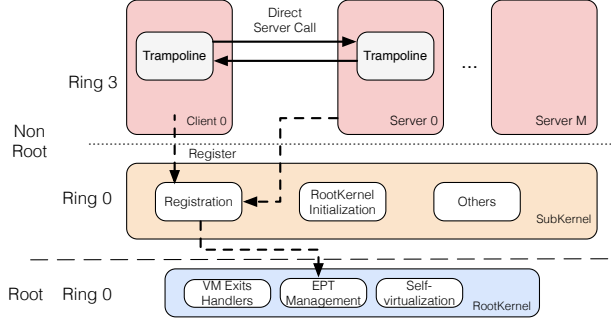 Direct
Server Call
Trampoline
Trampoline
...
Ring 3
Client 0
Server 0
Server M
Non
Root
Register
Ring 0
Registration
RootKernel
Initialization
Others
SubKernel
Root
Ring 0
VM Exits
Handlers
EPT
Management
Self-
virtualization
RootKernel